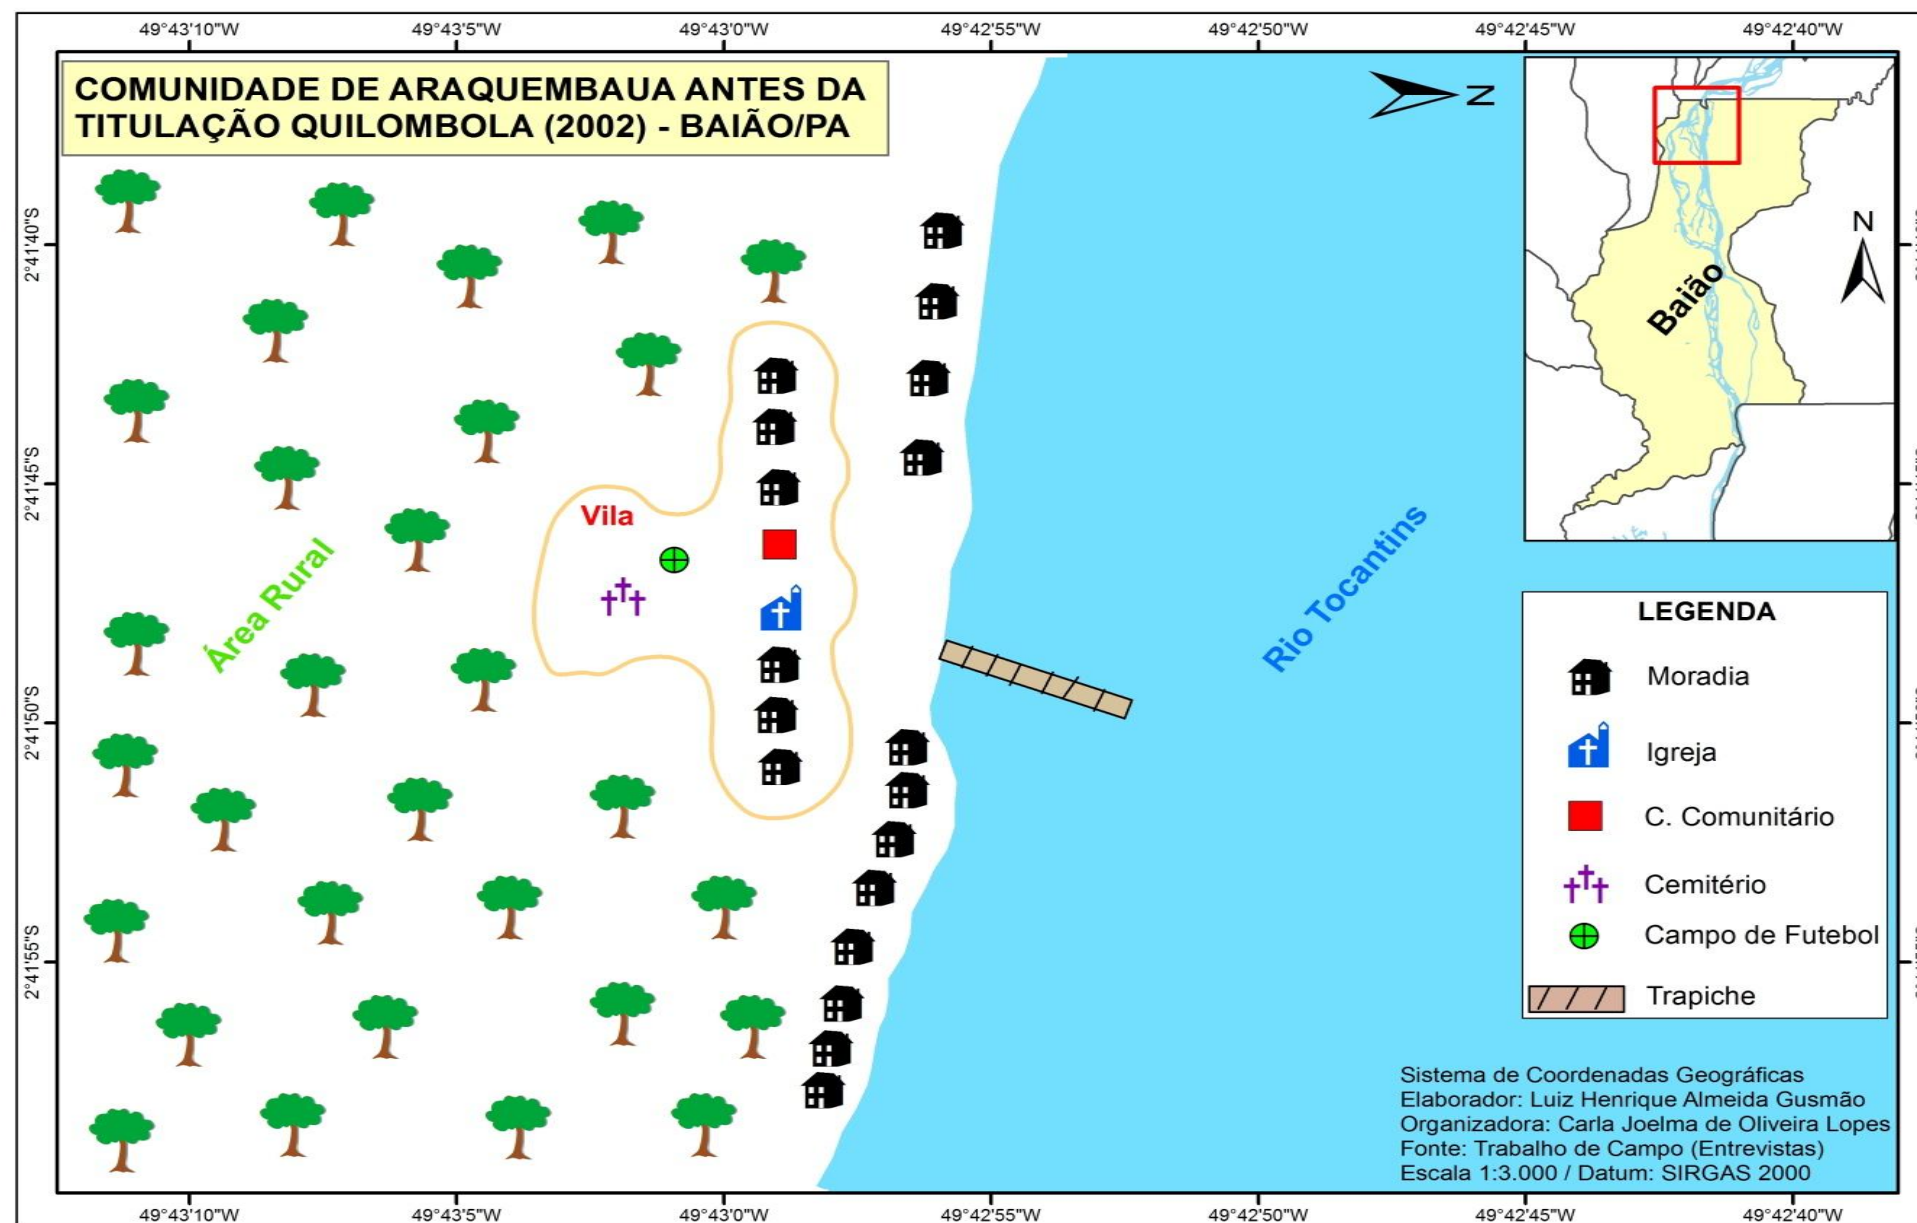 49°43'10"W
49°43'5"W
49°43'0"W
49°42'55"W
49°42'50"W
49°42'45"W
49°42'40"W
COMUNIDADE DE ARAQUEMBAUA ANTES DA
TITULAÇÃO QUILOMBOLA (2002) - BAIÃO/PA
N
N
Baião
2°41'40"S
2°41'45"S
2°41'50"S
2°41'55"S
Vila
Área Rural
Rio Tocantins
LEGENDA
Moradia
Igreja
C. Comunitário
Cemitério
Campo de Futebol
Trapiche
Sistema de Coordenadas Geográficas
Elaborador: Luiz Henrique Almeida Gusmão
Organizadora: Carla Joelma de Oliveira Lopes
Fonte: Trabalho de Campo (Entrevistas)
Escala 1:3.000 / Datum: SIRGAS 2000
49°43'10"W
49°43'5"W
49°43'0"W
49°42'55"W
49°42'50"W
49°42'45"W
49°42'40"W